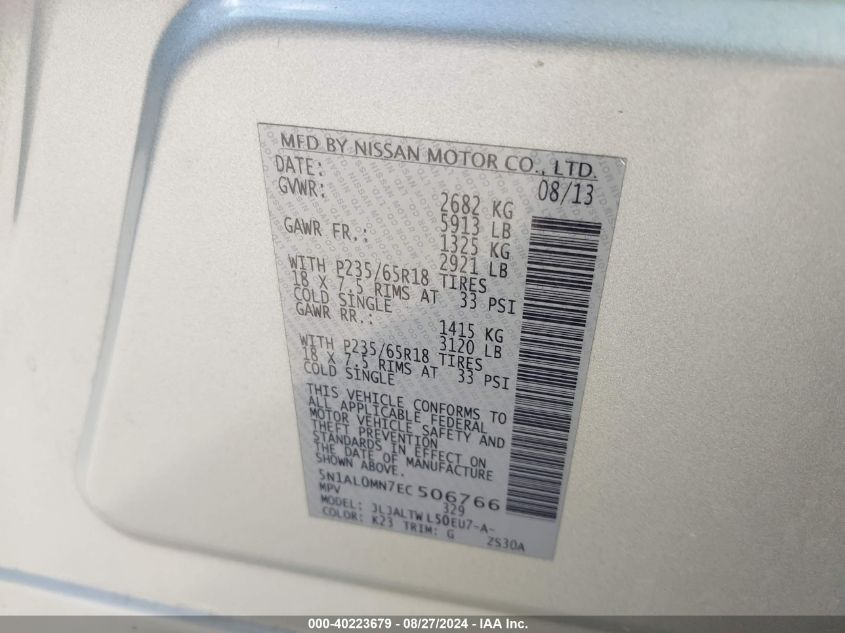 MFD BY NISSAN MOTOR CO., LTD.
DATE: 08/13
GVWR: 2682 KG
5913 LB
GAWR FR.: 1325 KG
2921 LB
WITH P235/65R18 TIRES
18 X 7.5 RIMS AT 33 PSI
COLD SINGLE
GAWR RR.: 1415 KG
3120 LB
WITH P235/65R18 TIRES
18 X 7.5 RIMS AT 33 PSI
COLD SINGLE
THIS VEHICLE CONFORMS TO
ALL APPLICABLE FEDERAL
MOTOR VEHICLE SAFETY AND
THEFT PREVENTION
STANDARDS IN EFFECT ON
THE DATE OF MANUFACTURE
SHOWN ABOVE.
5N1AL0MN7EC506766
MPV 329
MODEL: JLJALTWL50EU7-A-
COLOR: K23 TRIM: G 2S30A
000-40223679 - 08/27/2024 - IAA Inc.